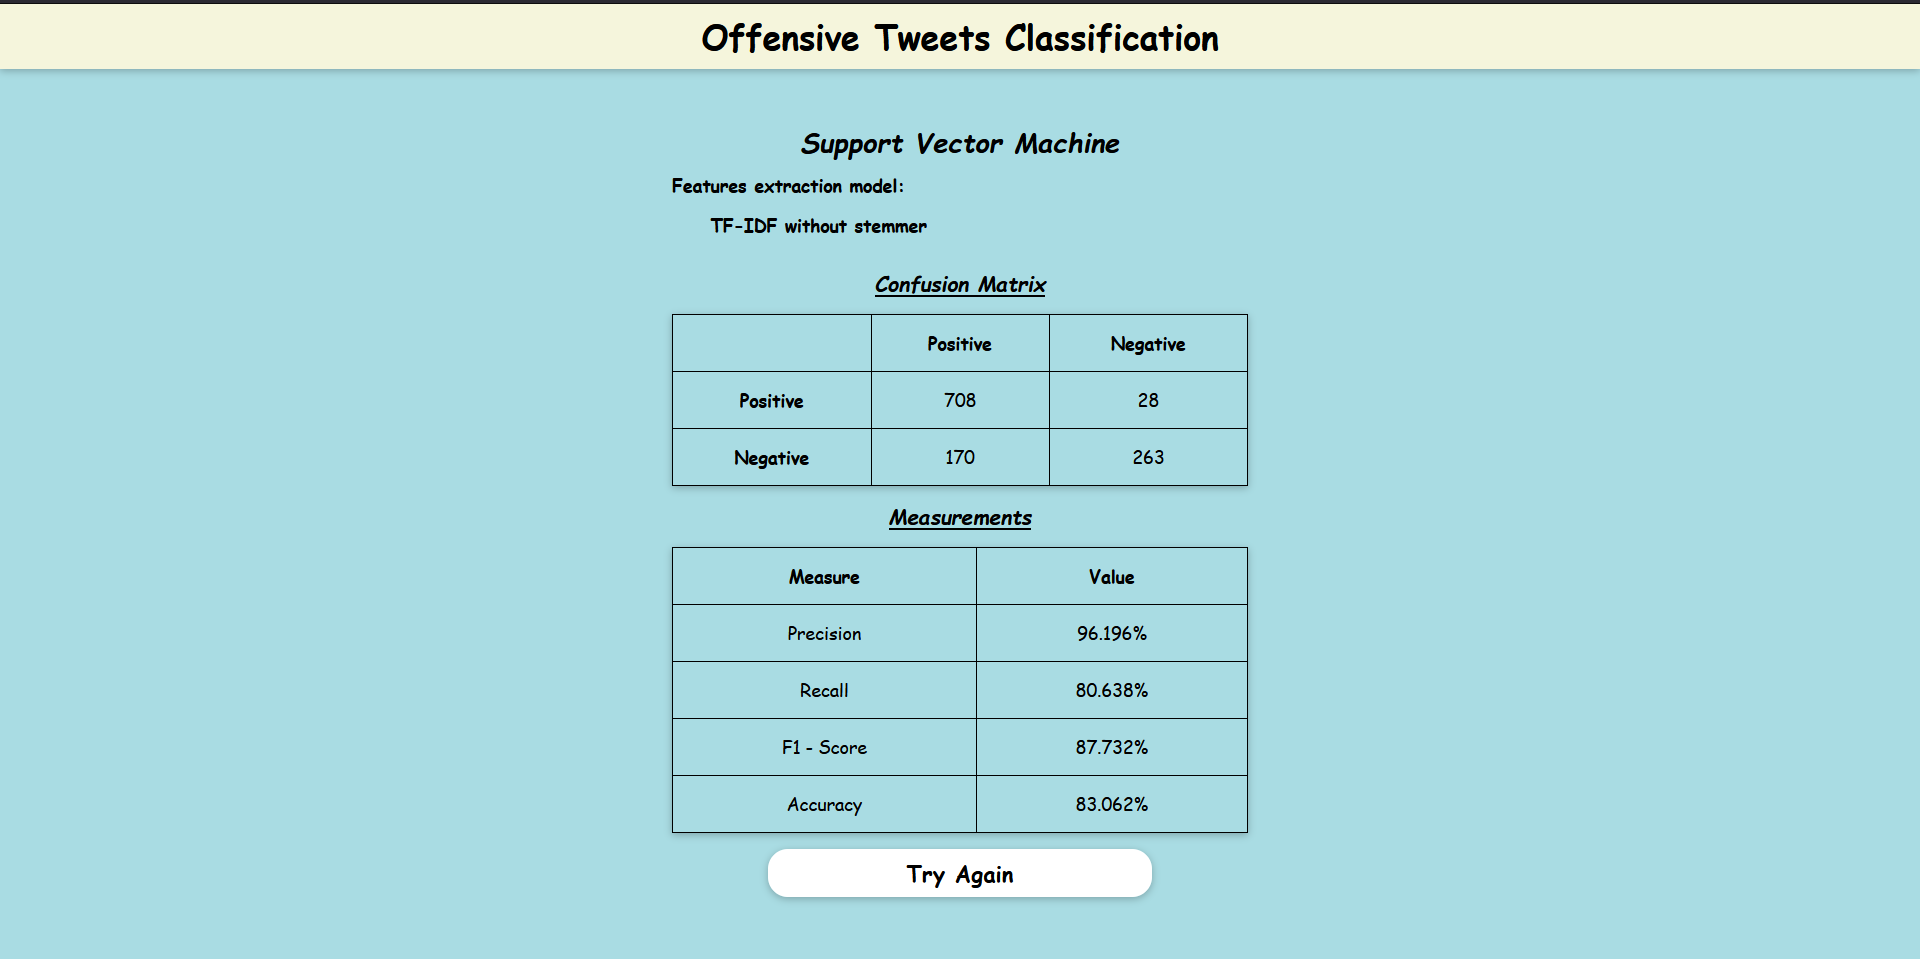 Offensive Tweets Classification
Support Vector Machine
Features extraction model:
TF-IDF without stemmer
Confusion Matrix
Positive Negative
Positive 708 28
Negative 170 263
Measurements
Measure Value
Precision 96.196%
Recall 80.638%
F1 - Score 87.732%
Accuracy 83.062%
Try Again